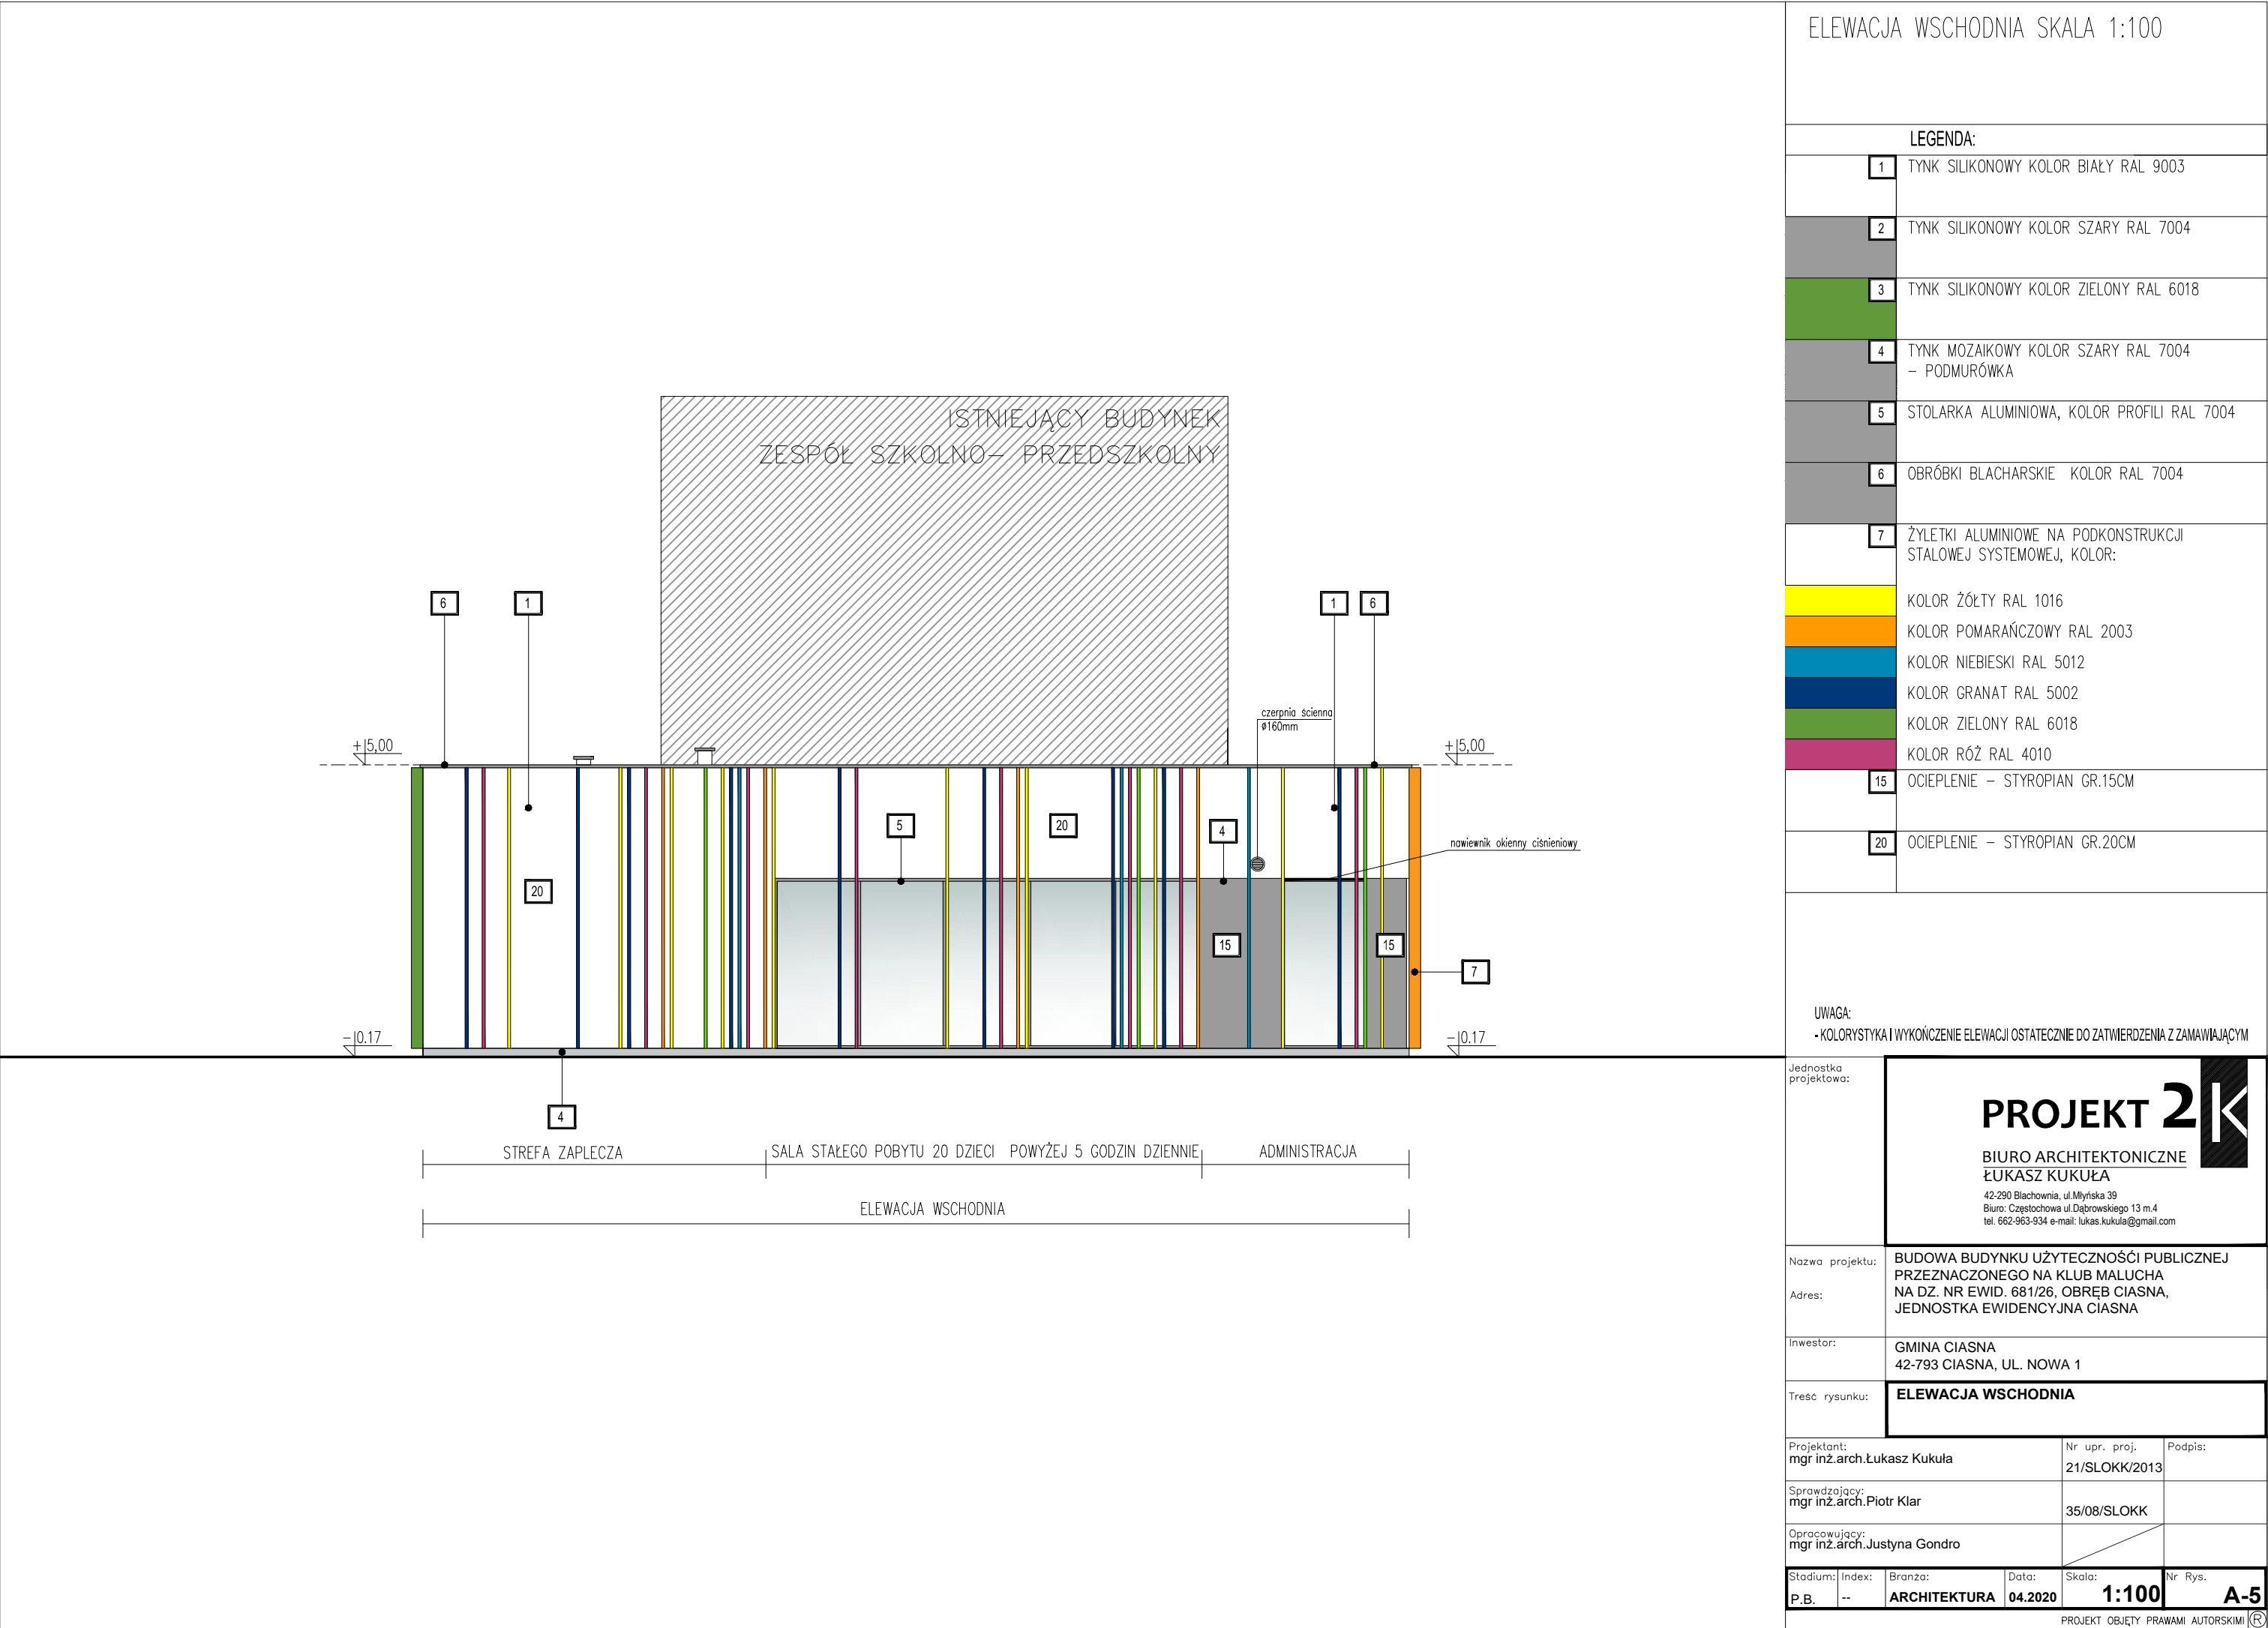 ELEWACJA WSCHODNIA SKALA 1:100
LEGENDA:
1 TYNK SILIKONOWY KOLOR BIAŁY RAL 9003
2 TYNK SILIKONOWY KOLOR SZARY RAL 7004
3 TYNK SILIKONOWY KOLOR ZIELONY RAL 6018
4 TYNK MOZAIKOWY KOLOR SZARY RAL 7004
– PODMURÓWKA
5 STOLARKA ALUMINIOWA, KOLOR PROFILI RAL 7004
6 OBRÓBKI BLACHARSKIE KOLOR RAL 7004
7 ŻYLETKI ALUMINIOWE NA PODKONSTRUKCJI
STALOWEJ SYSTEMOWEJ, KOLOR:
KOLOR ŻÓŁTY RAL 1016
KOLOR POMARAŃCZOWY RAL 2003
KOLOR NIEBIESKI RAL 5012
KOLOR GRANAT RAL 5002
KOLOR ZIELONY RAL 6018
KOLOR RÓŻ RAL 4010
15 OCIEPLENIE – STYROPIAN GR.15CM
20 OCIEPLENIE – STYROPIAN GR.20CM
ISTNIEJĄCY BUDYNEK
ZESPÓŁ SZKOLNO– PRZEDSZKOLNY
6 1 1 6
czerpnia ścienna
ø160mm
+5,00 +5,00
5 20 4
nawiewnik okienny ciśnieniowy
20
15 15
7
-0.17 -0.17
4
STREFA ZAPLECZA SALA STAŁEGO POBYTU 20 DZIECI POWYŻEJ 5 GODZIN DZIENNIE ADMINISTRACJA
ELEWACJA WSCHODNIA
UWAGA:
- KOLORYSTYKA I WYKOŃCZENIE ELEWACJI OSTATECZNIE DO ZATWIERDZENIA Z ZAMAWIAJĄCYM
Jednostka
projektowa:
PROJEKT 2K
BIURO ARCHITEKTONICZNE
ŁUKASZ KUKUŁA
42-290 Blachownia, ul.Młyńska 39
Biuro: Częstochowa ul.Dąbrowskiego 13 m.4
tel. 662-963-934 e-mail: lukas.kukula@gmail.com
Nazwa projektu: BUDOWA BUDYNKU UŻYTECZNOŚĆI PUBLICZNEJ
PRZEZNACZONEGO NA KLUB MALUCHA
Adres: NA DZ. NR EWID. 681/26, OBRĘB CIASNA,
JEDNOSTKA EWIDENCYJNA CIASNA
Inwestor: GMINA CIASNA
42-793 CIASNA, UL. NOWA 1
Treść rysunku: ELEWACJA WSCHODNIA
Projektant: Nr upr. proj. Podpis:
mgr inż.arch.Łukasz Kukuła 21/SLOKK/2013
Sprawdzający:
mgr inż.arch.Piotr Klar 35/08/SLOKK
Opracowujący:
mgr inż.arch.Justyna Gondro
Stadium: Index: Branża: Data: Skala: Nr Rys.
P.B. -- ARCHITEKTURA 04.2020 1:100 A-5
PROJEKT OBJĘTY PRAWAMI AUTORSKIMI ®